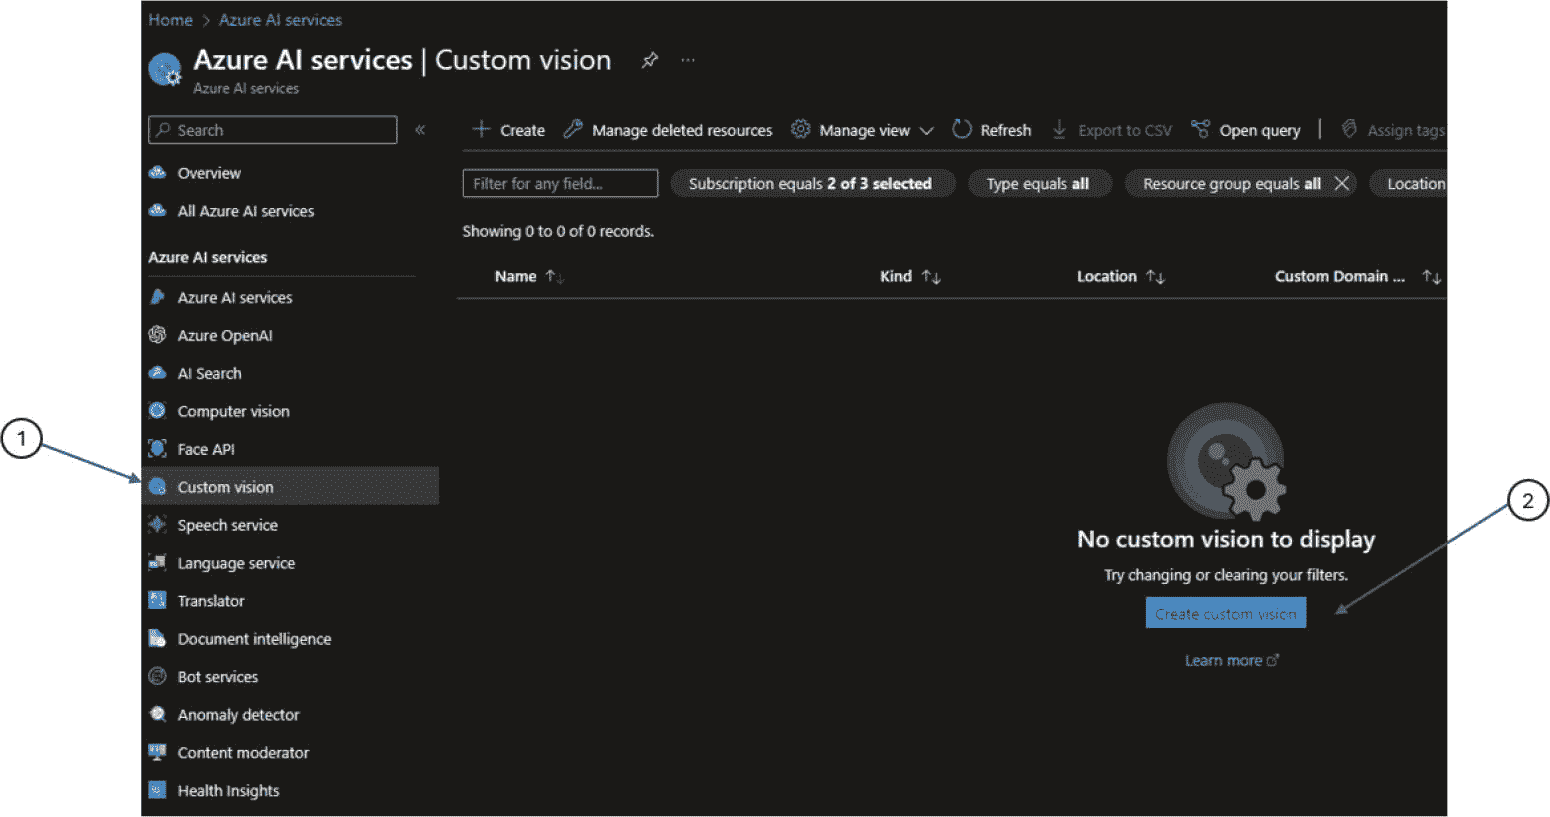 Home > Azure AI services
Azure AI services | Custom vision ...
Azure AI services
Search «
Overview
All Azure AI services
Azure AI services
Azure AI services
Azure OpenAI
AI Search
Computer vision
Face API
Custom vision
Speech service
Language service
Translator
Document intelligence
Bot services
Anomaly detector
Content moderator
Health Insights
1
+ Create Manage deleted resources Manage view Refresh Export to CSV Open query | Assign tags
Filter for any field... Subscription equals 2 of 3 selected Type equals all Resource group equals all Location
Showing 0 to 0 of 0 records.
Name ↑↓ Kind ↑↓ Location ↑↓ Custom Domain ... ↑↓
No custom vision to display
Try changing or clearing your filters.
Create custom vision
Learn more
2